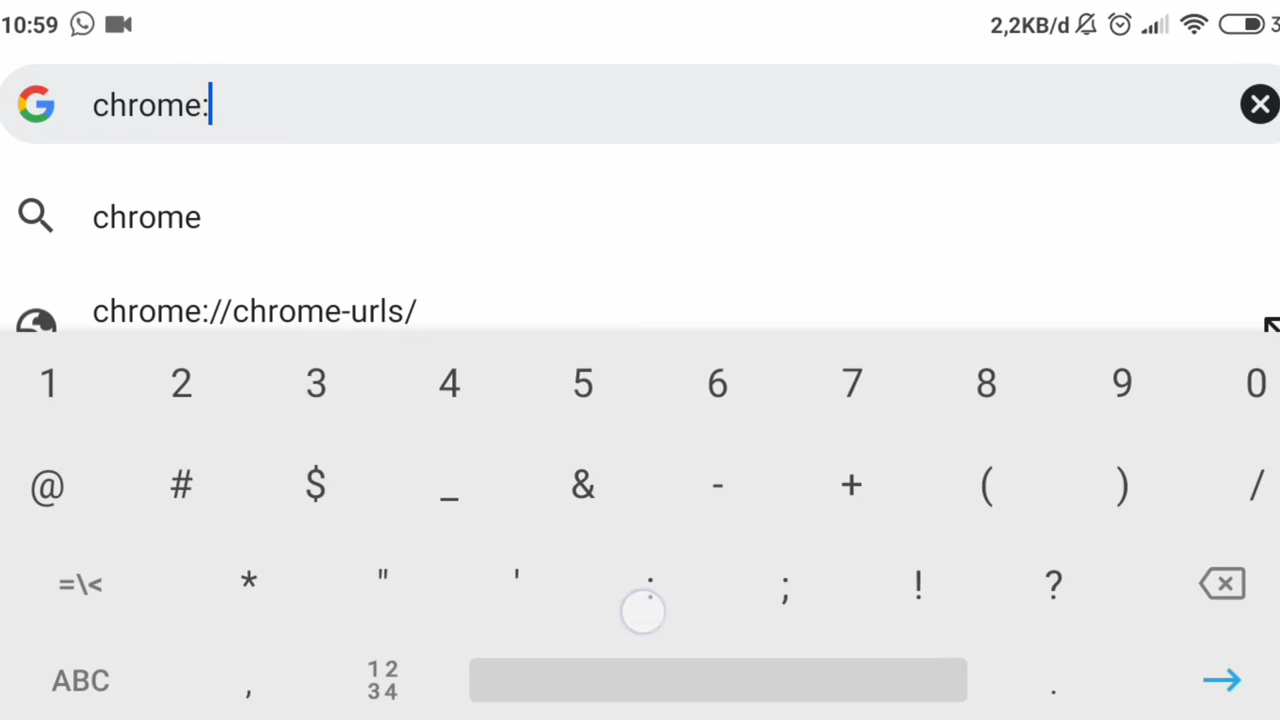 10:59 2,2KB/d 3
chrome:
chrome
chrome://chrome-urls/
1 2 3 4 5 6 7 8 9 0
@ # $ _ & - + ( ) /
=\< * " ' : ; ! ?
ABC , 12 .
34